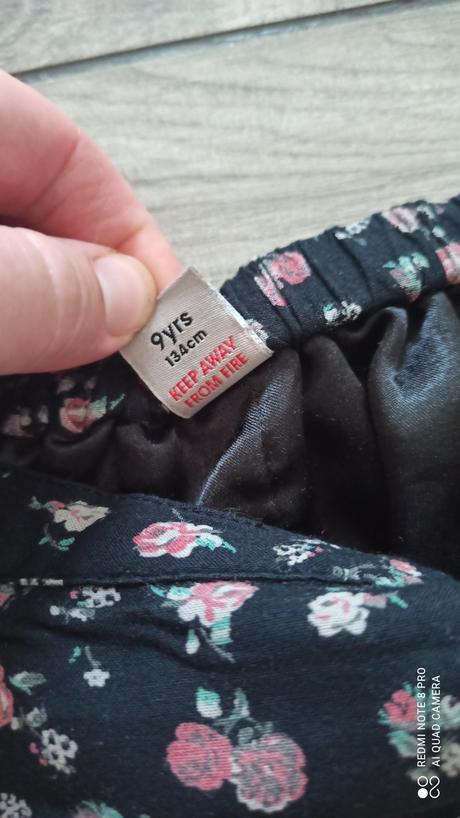 9yrs
134cm
KEEP AWAY
FROM FIRE
REDMI NOTE 8 PRO
AI QUAD CAMERA